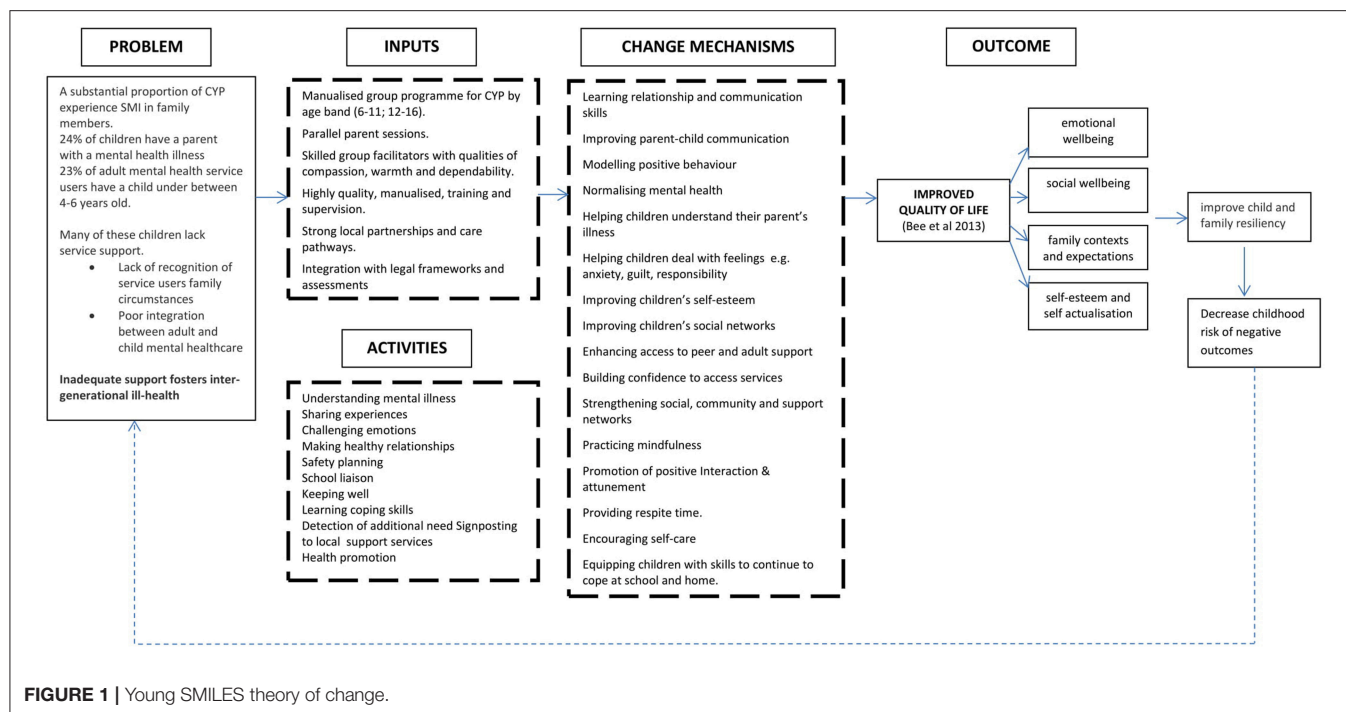 PROBLEM
A substantial proportion of CYP
experience SMI in family
members.
24% of children have a parent
with a mental health illness
23% of adult mental health service
users have a child under between
4-6 years old.
Many of these children lack
service support.
• Lack of recognition of
service users family
circumstances
• Poor integration
between adult and
child mental healthcare
Inadequate support fosters inter-
generational ill-health
INPUTS
Manualised group programme for CYP by
age band (6-11; 12-16).
Parallel parent sessions.
Skilled group facilitators with qualities of
compassion, warmth and dependability.
Highly quality, manualised, training and
supervision.
Strong local partnerships and care
pathways.
Integration with legal frameworks and
assessments
ACTIVITIES
Understanding mental illness
Sharing experiences
Challenging emotions
Making healthy relationships
Safety planning
School liaison
Keeping well
Learning coping skills
Detection of additional need Signposting
to local support services
Health promotion
CHANGE MECHANISMS
Learning relationship and communication
skills
Improving parent-child communication
Modelling positive behaviour
Normalising mental health
Helping children understand their parent's
illness
Helping children deal with feelings e.g.
anxiety, guilt, responsibility
Improving children's self-esteem
Improving children's social networks
Enhancing access to peer and adult support
Building confidence to access services
Strengthening social, community and support
networks
Practicing mindfulness
Promotion of positive Interaction &
attunement
Providing respite time.
Encouraging self-care
Equipping children with skills to continue to
cope at school and home.
OUTCOME
IMPROVED
QUALITY OF LIFE
(Bee et al 2013)
emotional
wellbeing
social wellbeing
family contexts
and expectations
self-esteem and
self actualisation
improve child and
family resiliency
Decrease childhood
risk of negative
outcomes
FIGURE 1 | Young SMILES theory of change.